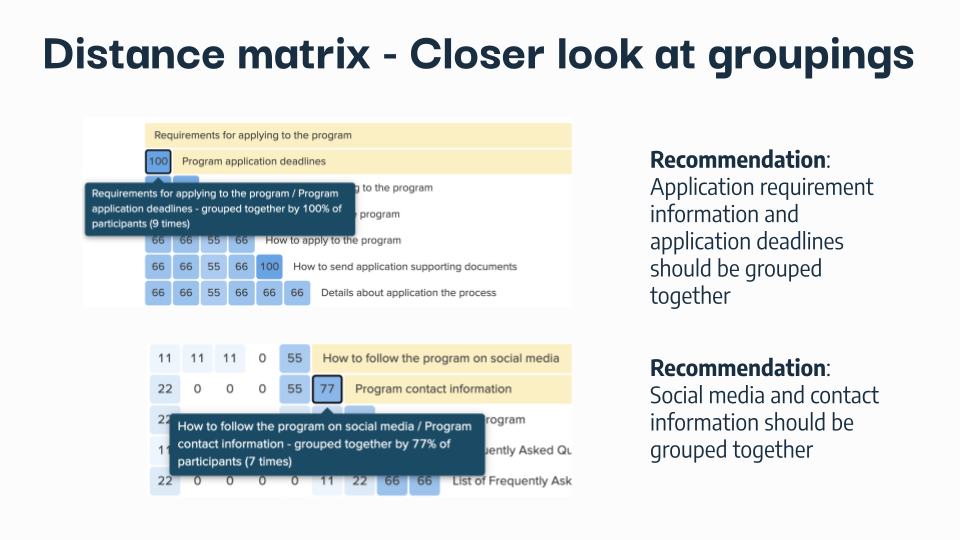 Distance matrix - Closer look at groupings
Requirements for applying to the program
100 Program application deadlines
Requirements for applying to the program / Program
application deadlines - grouped together by 100% of
participants (9 times)
to the program
program
66 66 55 66 How to apply to the program
66 66 55 66 100 How to send application supporting documents
66 66 55 66 66 66 Details about application the process
Recommendation:
Application requirement
information and
application deadlines
should be grouped
together
11 11 11 0 55 How to follow the program on social media
22 0 0 0 55 77 Program contact information
How to follow the program on social media / Program
contact information - grouped together by 77% of
participants (7 times)
22
rogram
11
uently Asked Qu
22 0 0 0 0 11 22 66 66 List of Frequently Ask
Recommendation:
Social media and contact
information should be
grouped together